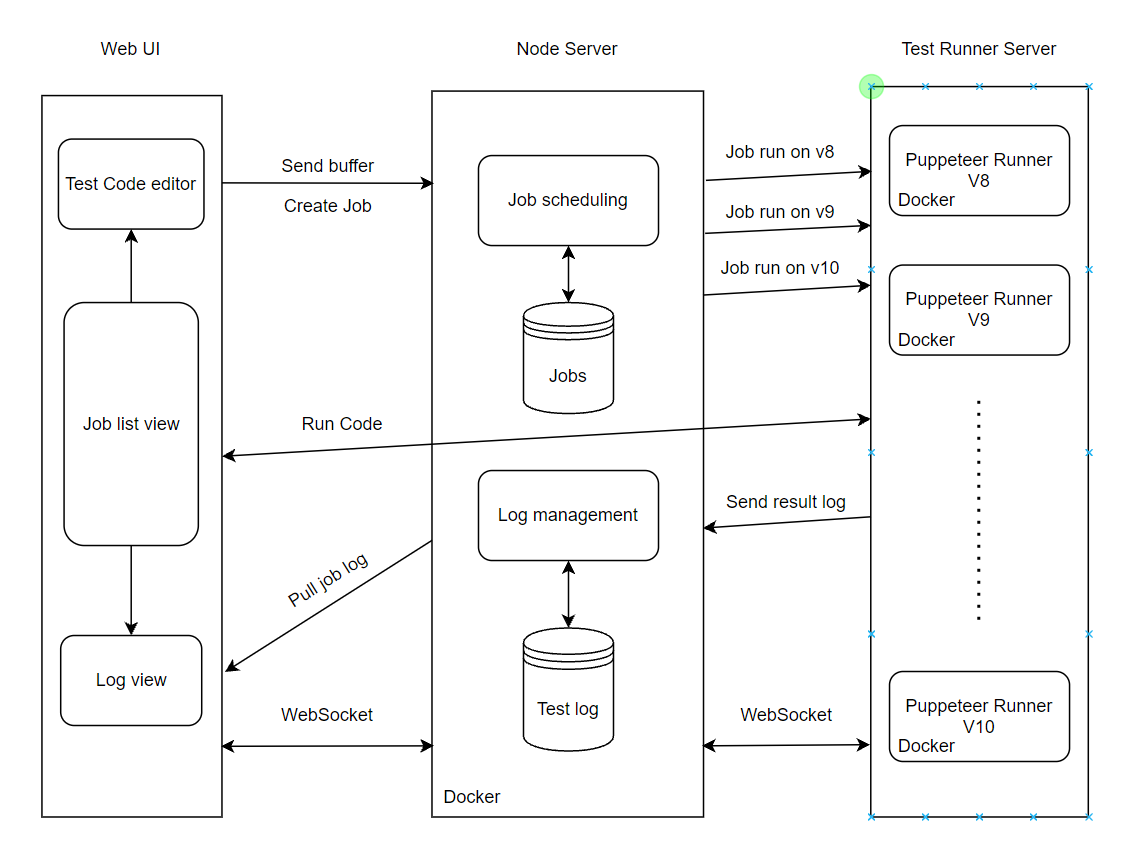 Web UI
Node Server
Test Runner Server
Test Code editor
Job list view
Log view
Send buffer
Create Job
Run Code
Pull job log
WebSocket
Job scheduling
Jobs
Log management
Test log
Docker
Job run on v8
Job run on v9
Job run on v10
Send result log
WebSocket
Puppeteer Runner
V8
Docker
Puppeteer Runner
V9
Docker
Puppeteer Runner
V10
Docker